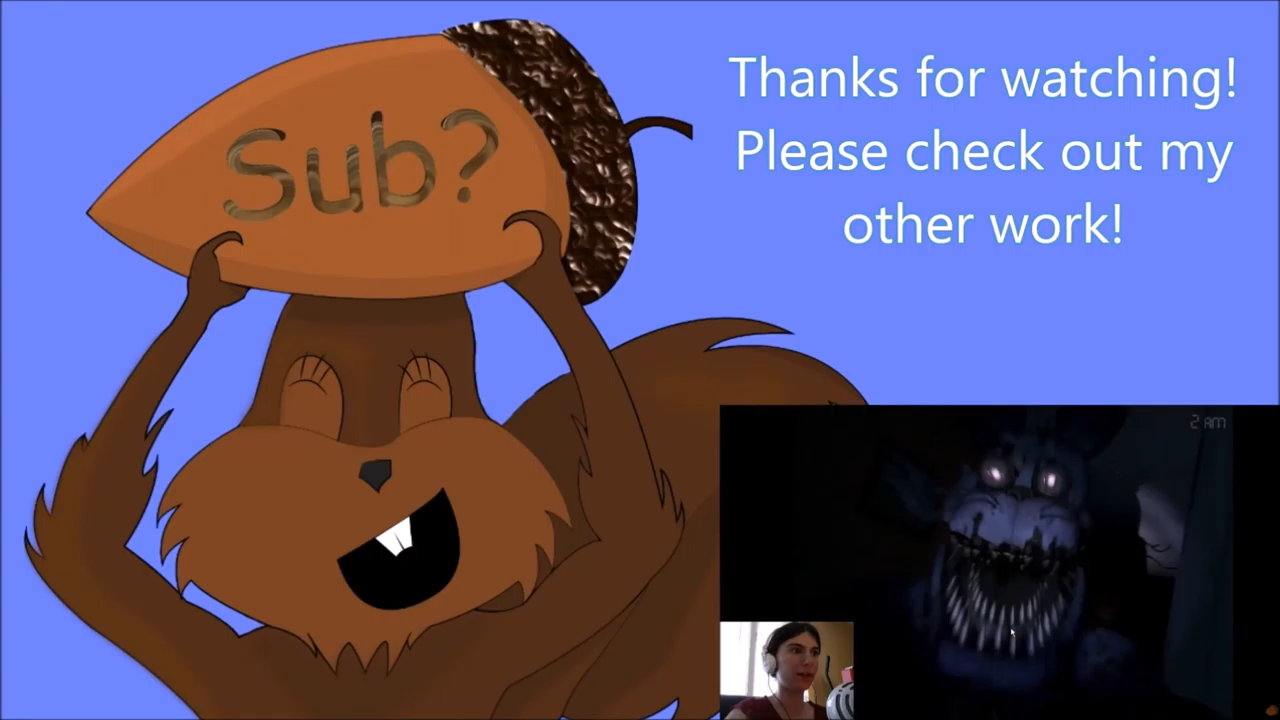 Sub?
Thanks for watching!
Please check out my
other work!
2 AM